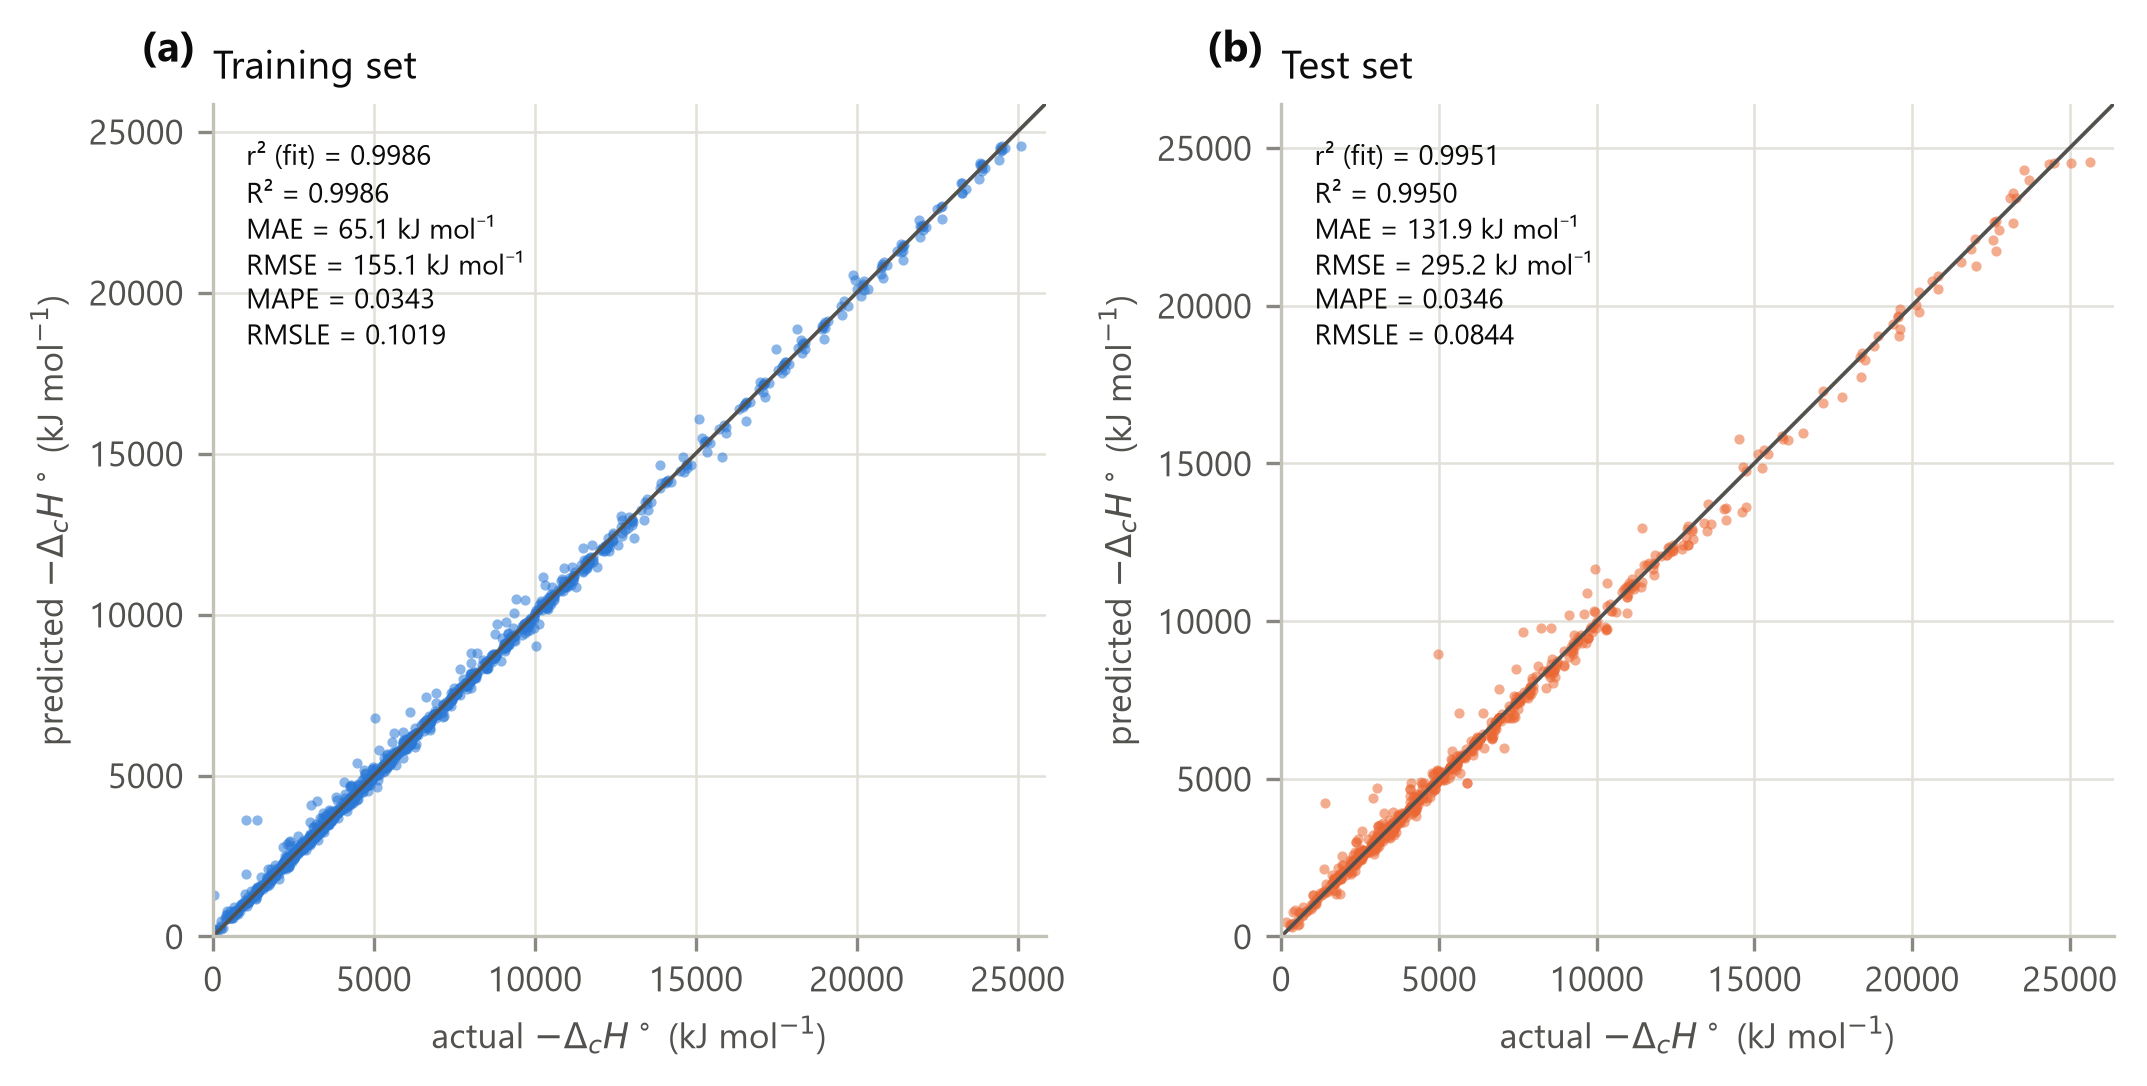 (a) Training set
25000
20000
15000
10000
5000
0
r² (fit) = 0.9986
R² = 0.9986
MAE = 65.1 kJ mol⁻¹
RMSE = 155.1 kJ mol⁻¹
MAPE = 0.0343
RMSLE = 0.1019
predicted −Δ_cH° (kJ mol⁻¹)
0 5000 10000 15000 20000 25000
actual −Δ_cH° (kJ mol⁻¹)
(b) Test set
25000
20000
15000
10000
5000
0
r² (fit) = 0.9951
R² = 0.9950
MAE = 131.9 kJ mol⁻¹
RMSE = 295.2 kJ mol⁻¹
MAPE = 0.0346
RMSLE = 0.0844
predicted −Δ_cH° (kJ mol⁻¹)
0 5000 10000 15000 20000 25000
actual −Δ_cH° (kJ mol⁻¹)